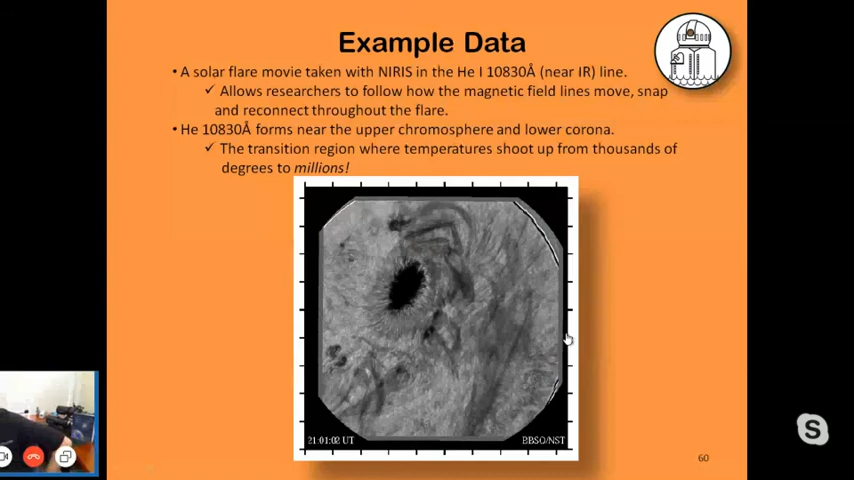 Example Data
• A solar flare movie taken with NIRIS in the He I 10830Å (near IR) line.
✓ Allows researchers to follow how the magnetic field lines move, snap
and reconnect throughout the flare.
• He 10830Å forms near the upper chromosphere and lower corona.
✓ The transition region where temperatures shoot up from thousands of
degrees to millions!
21:01:02 UT
BBSO/NST
60
S